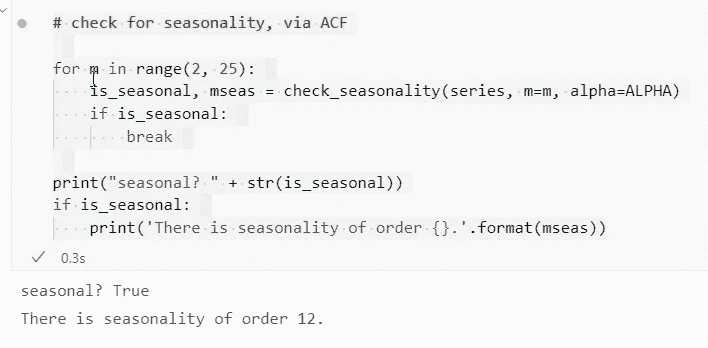 # check for seasonality, via ACF
for m in range(2, 25):
    is_seasonal, mseas = check_seasonality(series, m=m, alpha=ALPHA)
    if is_seasonal:
        break
print("seasonal? " + str(is_seasonal))
if is_seasonal:
    print('There is seasonality of order {}.'.format(mseas))
0.3s
seasonal? True
There is seasonality of order 12.